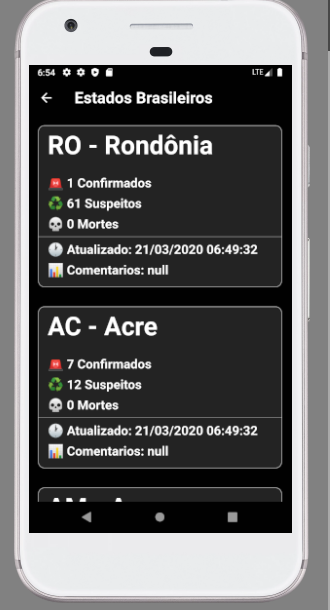 6:54 LTE
Estados Brasileiros
RO - Rondônia
1 Confirmados
61 Suspeitos
0 Mortes
Atualizado: 21/03/2020 06:49:32
Comentarios: null
AC - Acre
7 Confirmados
12 Suspeitos
0 Mortes
Atualizado: 21/03/2020 06:49:32
Comentarios: null